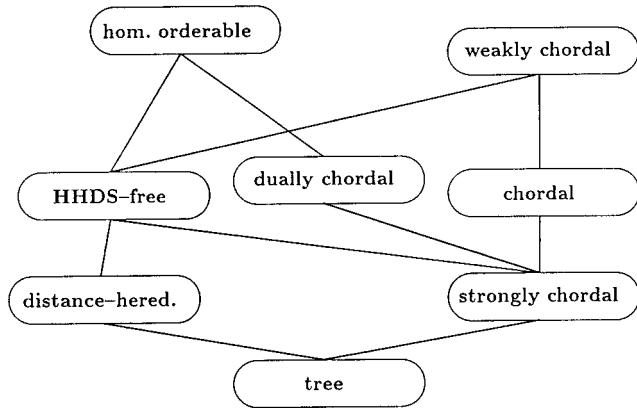 hom. orderable
weakly chordal
HHDS–free
dually chordal
chordal
distance–hered.
strongly chordal
tree